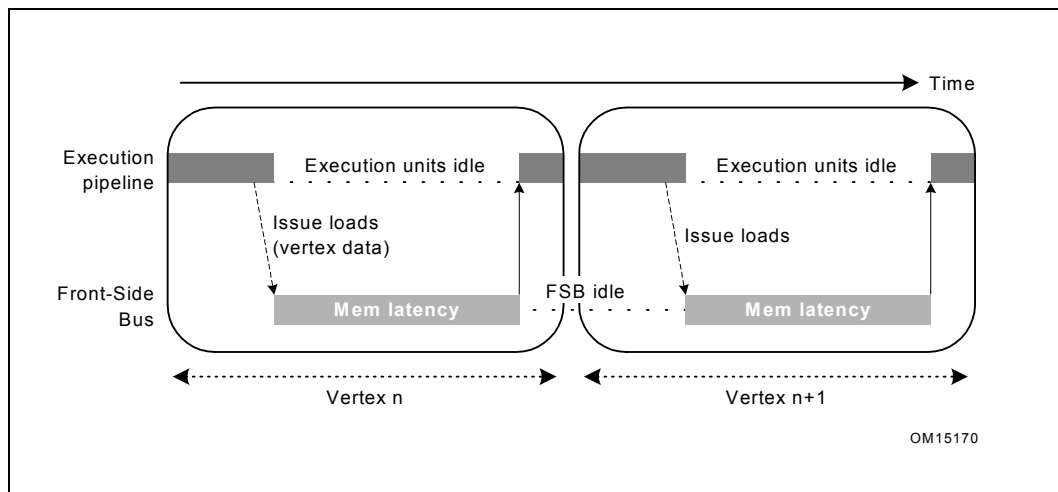 Time
Execution
pipeline
Execution units idle
Execution units idle
Issue loads
(vertex data)
Issue loads
Front-Side
Bus
Mem latency
FSB idle
Mem latency
Vertex n
Vertex n+1
OM15170